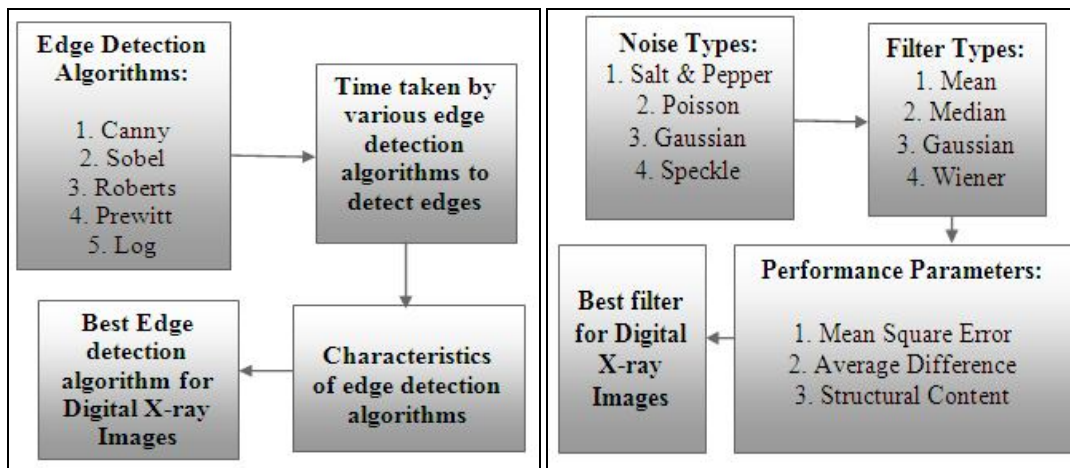 Edge Detection
Algorithms:
1. Canny
2. Sobel
3. Roberts
4. Prewitt
5. Log
Time taken by
various edge
detection
algorithms to
detect edges
Characteristics
of edge detection
algorithms
Best Edge
detection
algorithm for
Digital X-ray
Images
Noise Types:
1. Salt & Pepper
2. Poisson
3. Gaussian
4. Speckle
Filter Types:
1. Mean
2. Median
3. Gaussian
4. Wiener
Performance Parameters:
1. Mean Square Error
2. Average Difference
3. Structural Content
Best filter
for Digital
X-ray
Images